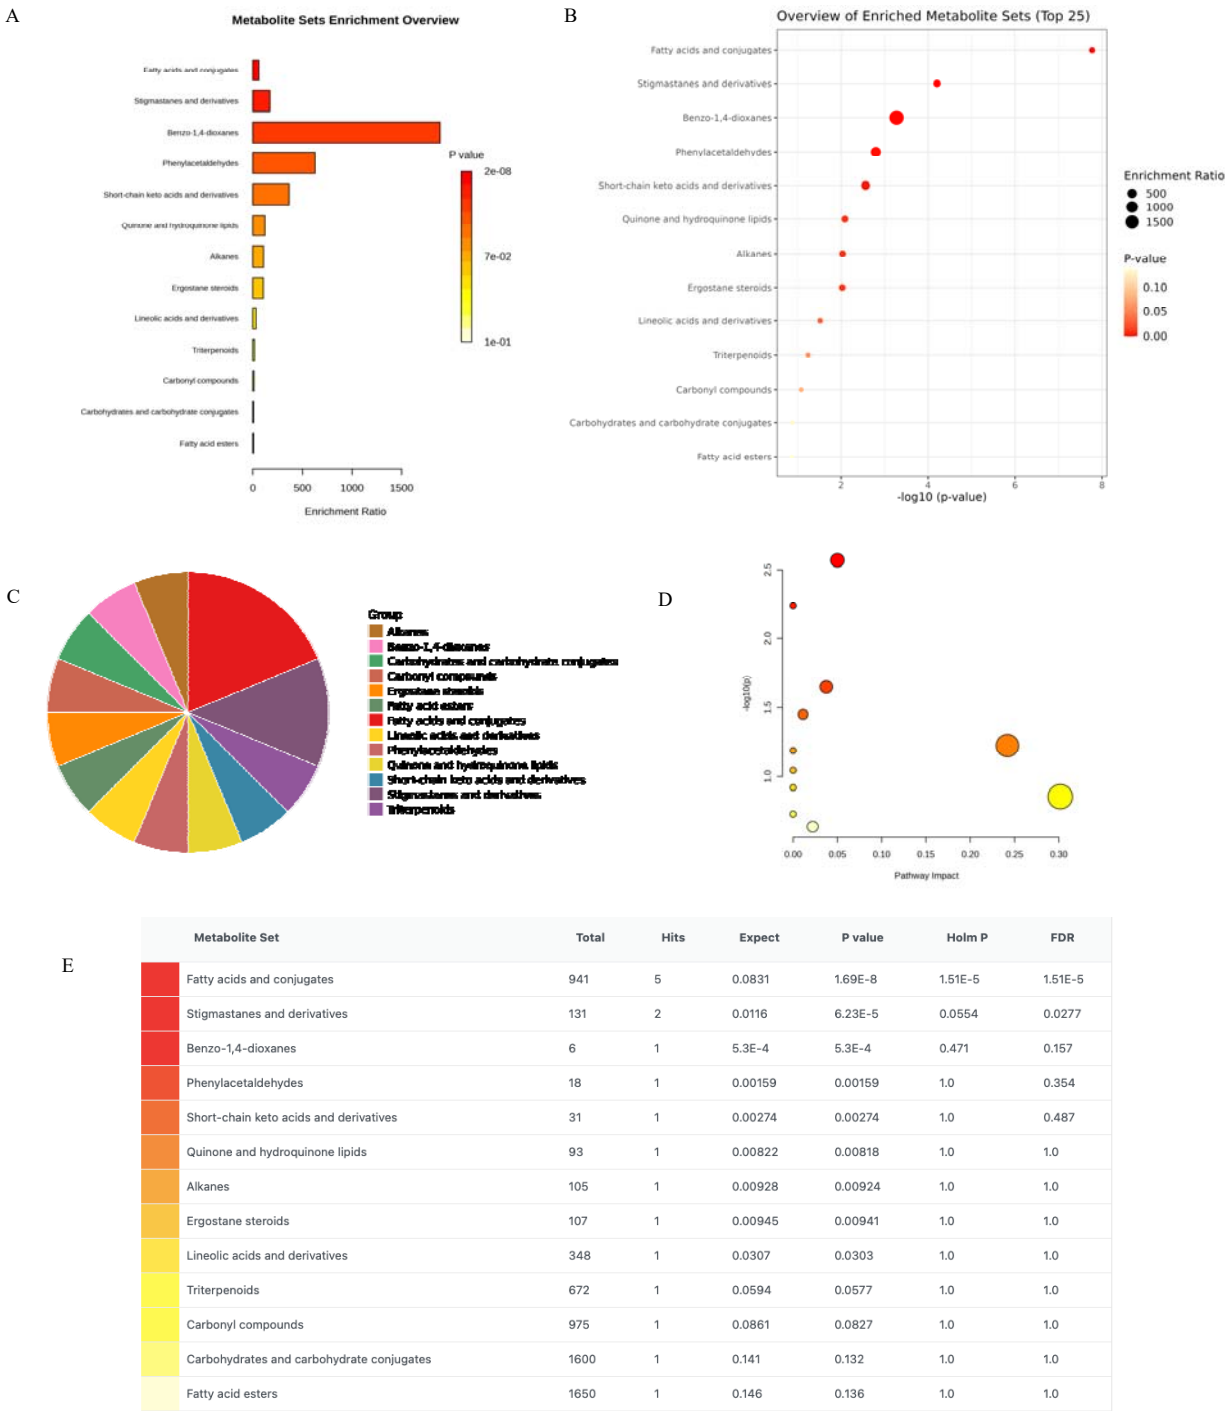 A
Metabolite Sets Enrichment Overview
Fatty acids and conjugates
Stigmastanes and derivatives
Benzo-1,4-dioxanes
Phenylacetaldehydes
Short-chain keto acids and derivatives
Quinone and hydroquinone lipids
Alkanes
Ergostane steroids
Lineolic acids and derivatives
Triterpenoids
Carbonyl compounds
Carbohydrates and carbohydrate conjugates
Fatty acid esters
0 500 1000 1500
Enrichment Ratio
P value
2e-08
7e-02
1e-01
B
Overview of Enriched Metabolite Sets (Top 25)
Fatty acids and conjugates
Stigmastanes and derivatives
Benzo-1,4-dioxanes
Phenylacetaldehydes
Short-chain keto acids and derivatives
Quinone and hydroquinone lipids
Alkanes
Ergostane steroids
Lineolic acids and derivatives
Triterpenoids
Carbonyl compounds
Carbohydrates and carbohydrate conjugates
Fatty acid esters
2 4 6 8
-log10 (p-value)
Enrichment Ratio
500
1000
1500
P-value
0.10
0.05
0.00
C
Group
Alkanes
Benzo-1,4-dioxanes
Carbohydrates and carbohydrate conjugates
Carbonyl compounds
Ergostane steroids
Fatty acid esters
Fatty acids and conjugates
Lineolic acids and derivatives
Phenylacetaldehydes
Quinone and hydroquinone lipids
Short-chain keto acids and derivatives
Stigmastanes and derivatives
Triterpenoids
D
-log10(p)
2.5
2.0
1.5
1.0
0.00 0.05 0.10 0.15 0.20 0.25 0.30
Pathway Impact
E
Metabolite Set Total Hits Expect P value Holm P FDR
Fatty acids and conjugates 941 5 0.0831 1.69E-8 1.51E-5 1.51E-5
Stigmastanes and derivatives 131 2 0.0116 6.23E-5 0.0554 0.0277
Benzo-1,4-dioxanes 6 1 5.3E-4 5.3E-4 0.471 0.157
Phenylacetaldehydes 18 1 0.00159 0.00159 1.0 0.354
Short-chain keto acids and derivatives 31 1 0.00274 0.00274 1.0 0.487
Quinone and hydroquinone lipids 93 1 0.00822 0.00818 1.0 1.0
Alkanes 105 1 0.00928 0.00924 1.0 1.0
Ergostane steroids 107 1 0.00945 0.00941 1.0 1.0
Lineolic acids and derivatives 348 1 0.0307 0.0303 1.0 1.0
Triterpenoids 672 1 0.0594 0.0577 1.0 1.0
Carbonyl compounds 975 1 0.0861 0.0827 1.0 1.0
Carbohydrates and carbohydrate conjugates 1600 1 0.141 0.132 1.0 1.0
Fatty acid esters 1650 1 0.146 0.136 1.0 1.0